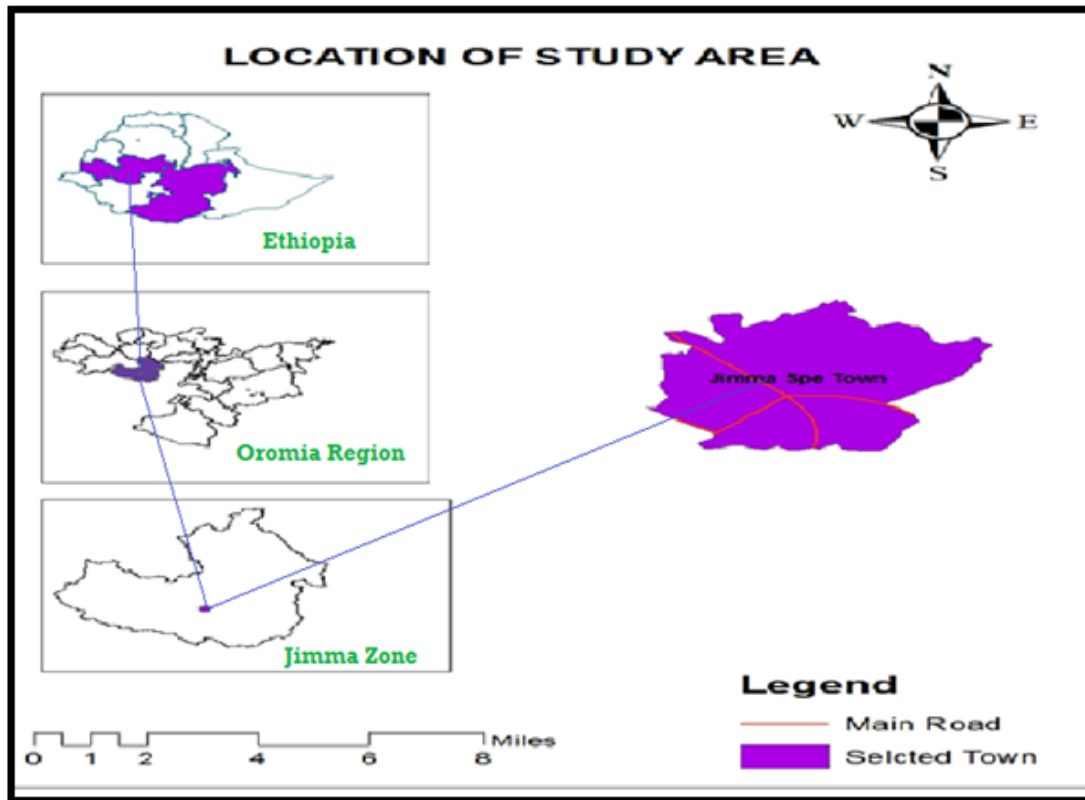 LOCATION OF STUDY AREA
N
W E
S
Ethiopia
Oromia Region
Jimma Spe Town
Jimma Zone
Legend
Main Road
Selcted Town
0 1 2 4 6 8 Miles